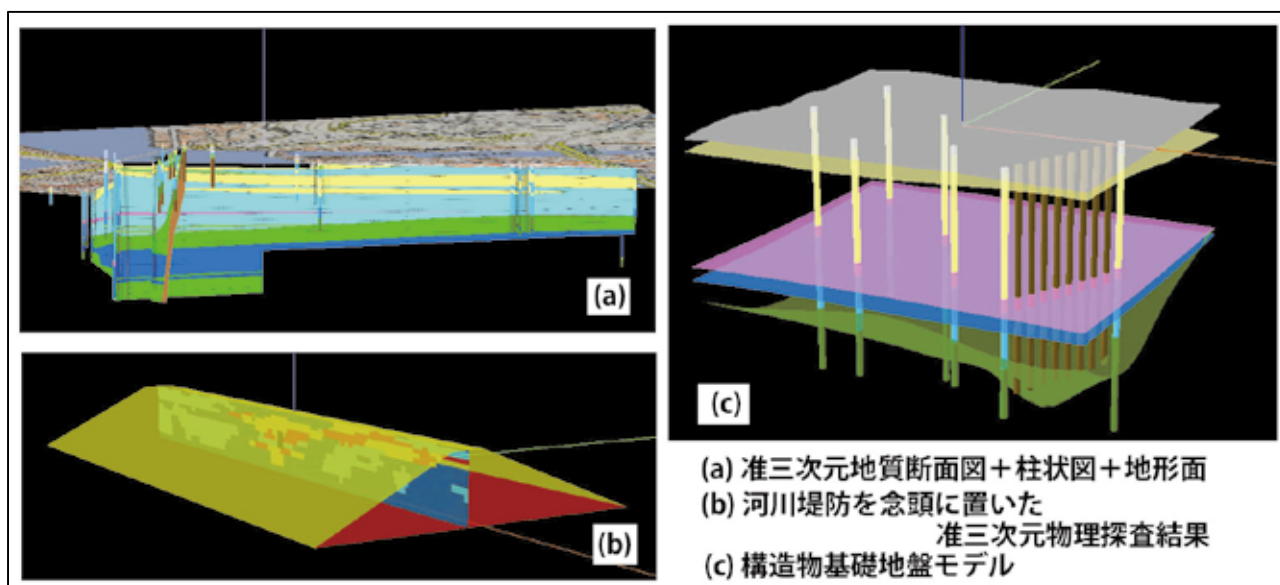 (a)
(b)
(c)
(a) 准三次元地質断面図＋柱状図＋地形面
(b) 河川堤防を念頭に置いた
准三次元物理探査結果
(c) 構造物基礎地盤モデル